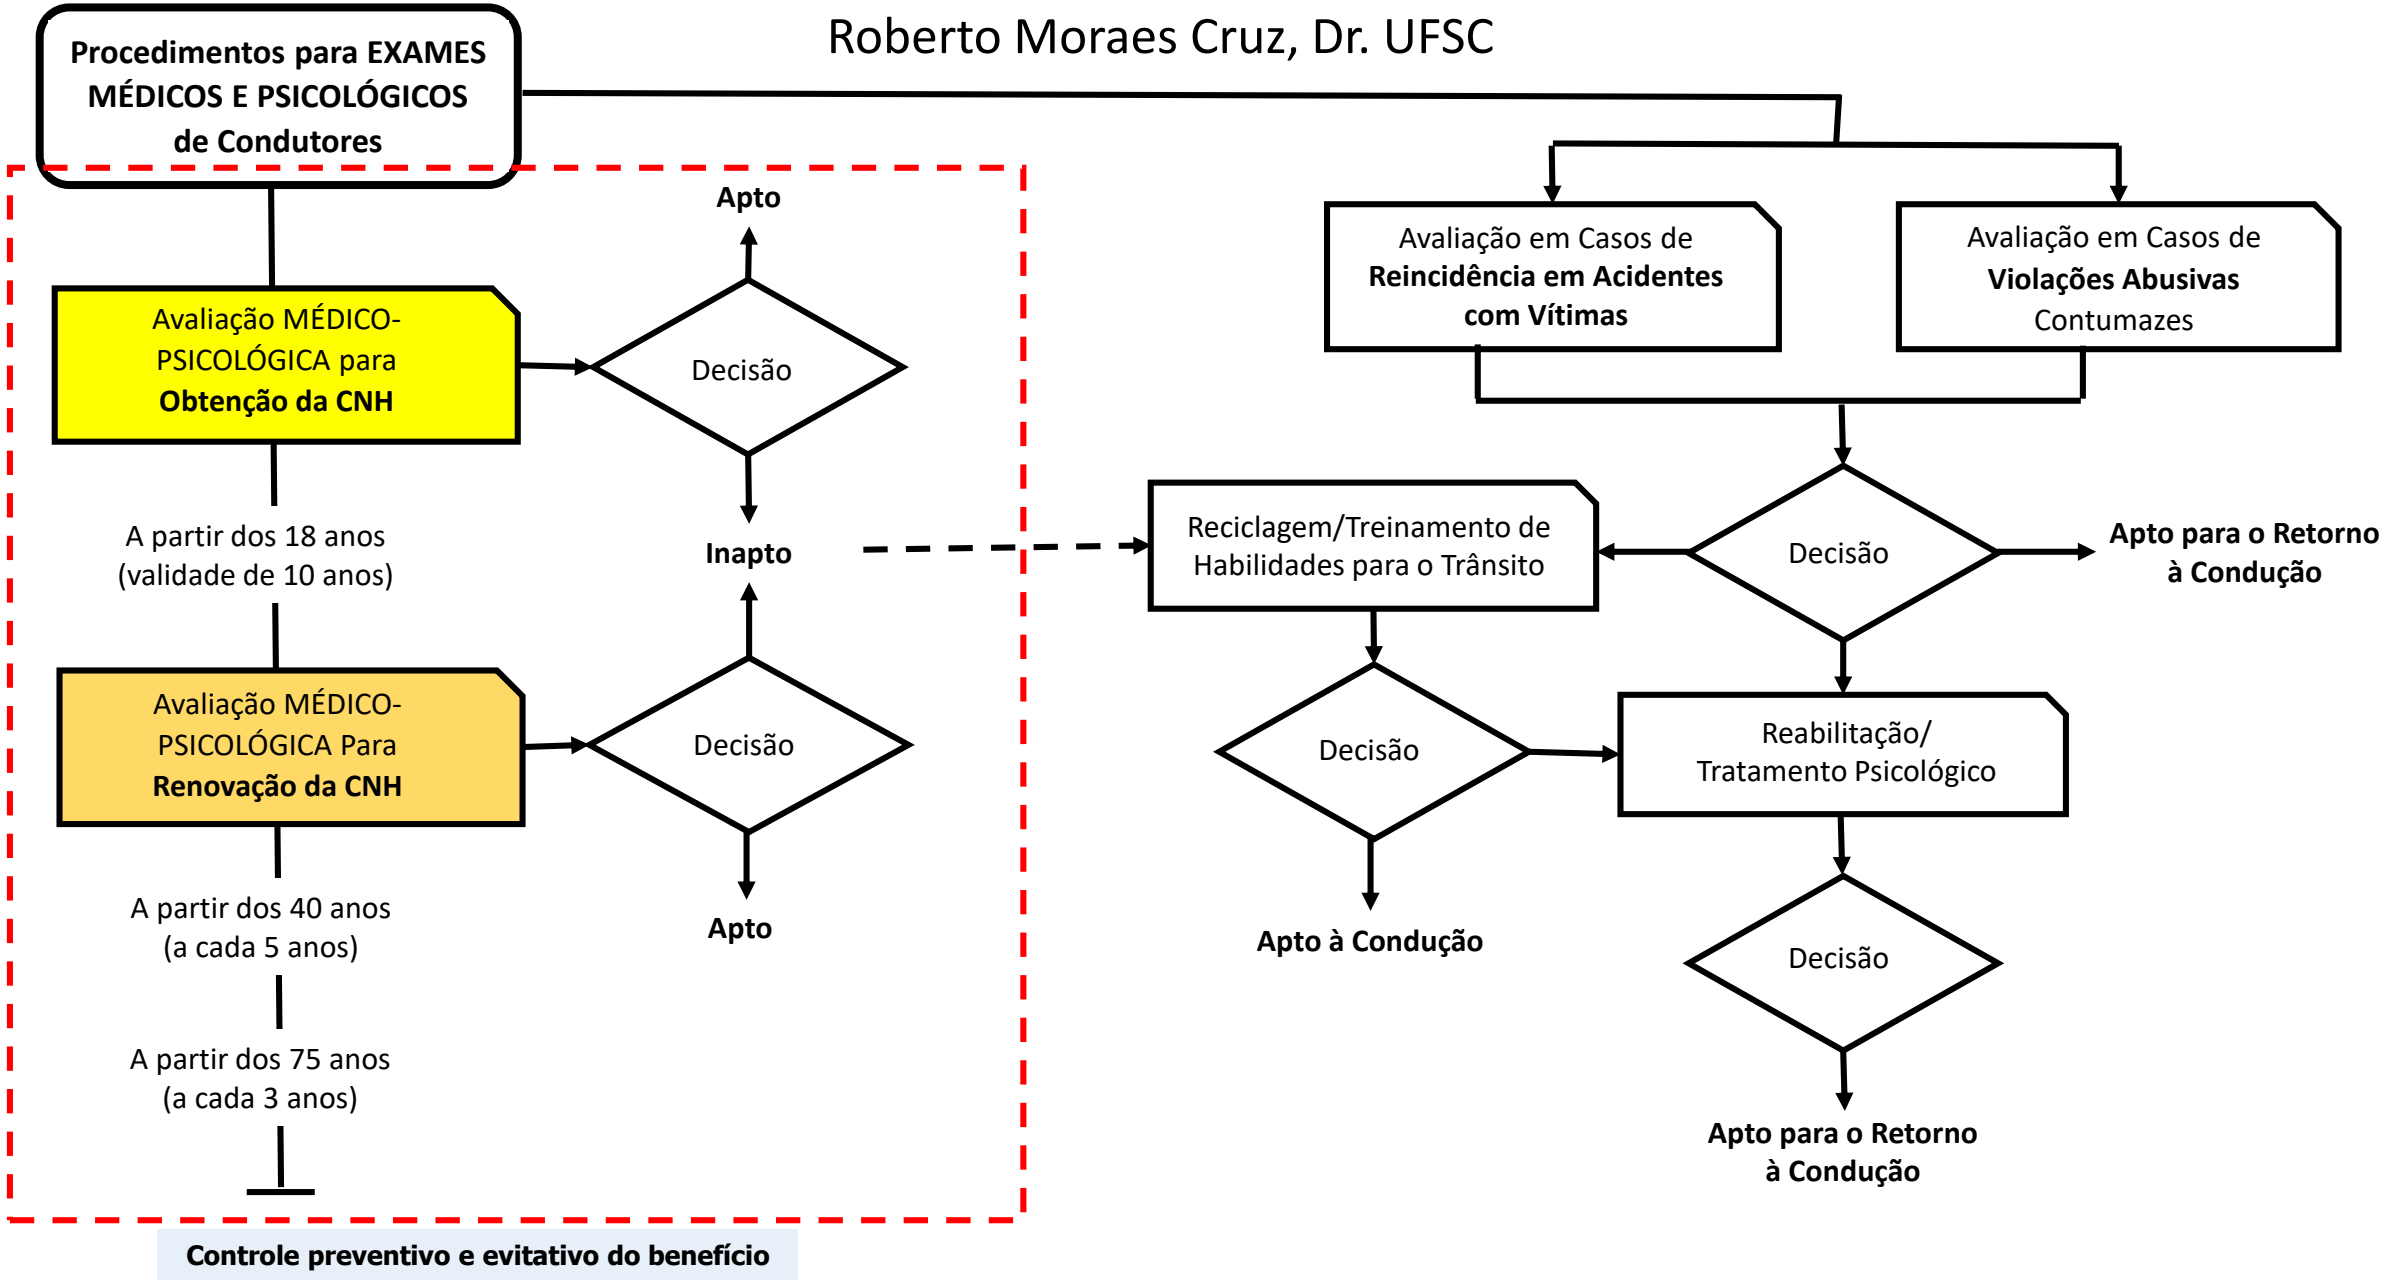 Roberto Moraes Cruz, Dr. UFSC
Procedimentos para EXAMES
MÉDICOS E PSICOLÓGICOS
de Condutores
Apto
Avaliação MÉDICO-
PSICOLÓGICA para
Obtenção da CNH
Decisão
A partir dos 18 anos
(validade de 10 anos)
Inapto
Avaliação MÉDICO-
PSICOLÓGICA Para
Renovação da CNH
Decisão
Apto
A partir dos 40 anos
(a cada 5 anos)
A partir dos 75 anos
(a cada 3 anos)
Controle preventivo e evitativo do benefício
Avaliação em Casos de
Reincidência em Acidentes
com Vítimas
Avaliação em Casos de
Violações Abusivas
Contumazes
Reciclagem/Treinamento de
Habilidades para o Trânsito
Decisão
Apto para o Retorno
à Condução
Decisão
Reabilitação/
Tratamento Psicológico
Apto à Condução
Decisão
Apto para o Retorno
à Condução